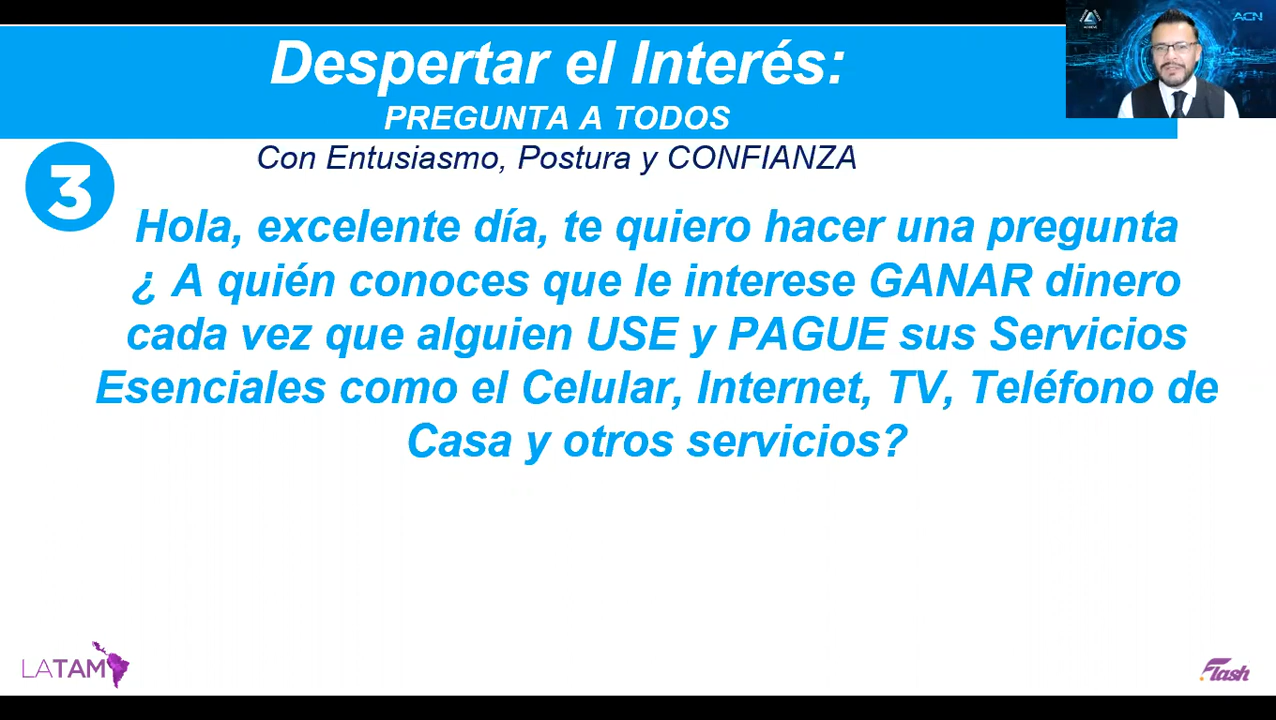 Despertar el Interés:
PREGUNTA A TODOS
Con Entusiasmo, Postura y CONFIANZA
3
Hola, excelente día, te quiero hacer una pregunta
¿ A quién conoces que le interese GANAR dinero
cada vez que alguien USE y PAGUE sus Servicios
Esenciales como el Celular, Internet, TV, Teléfono de
Casa y otros servicios?
ACN
LATAM
Flash